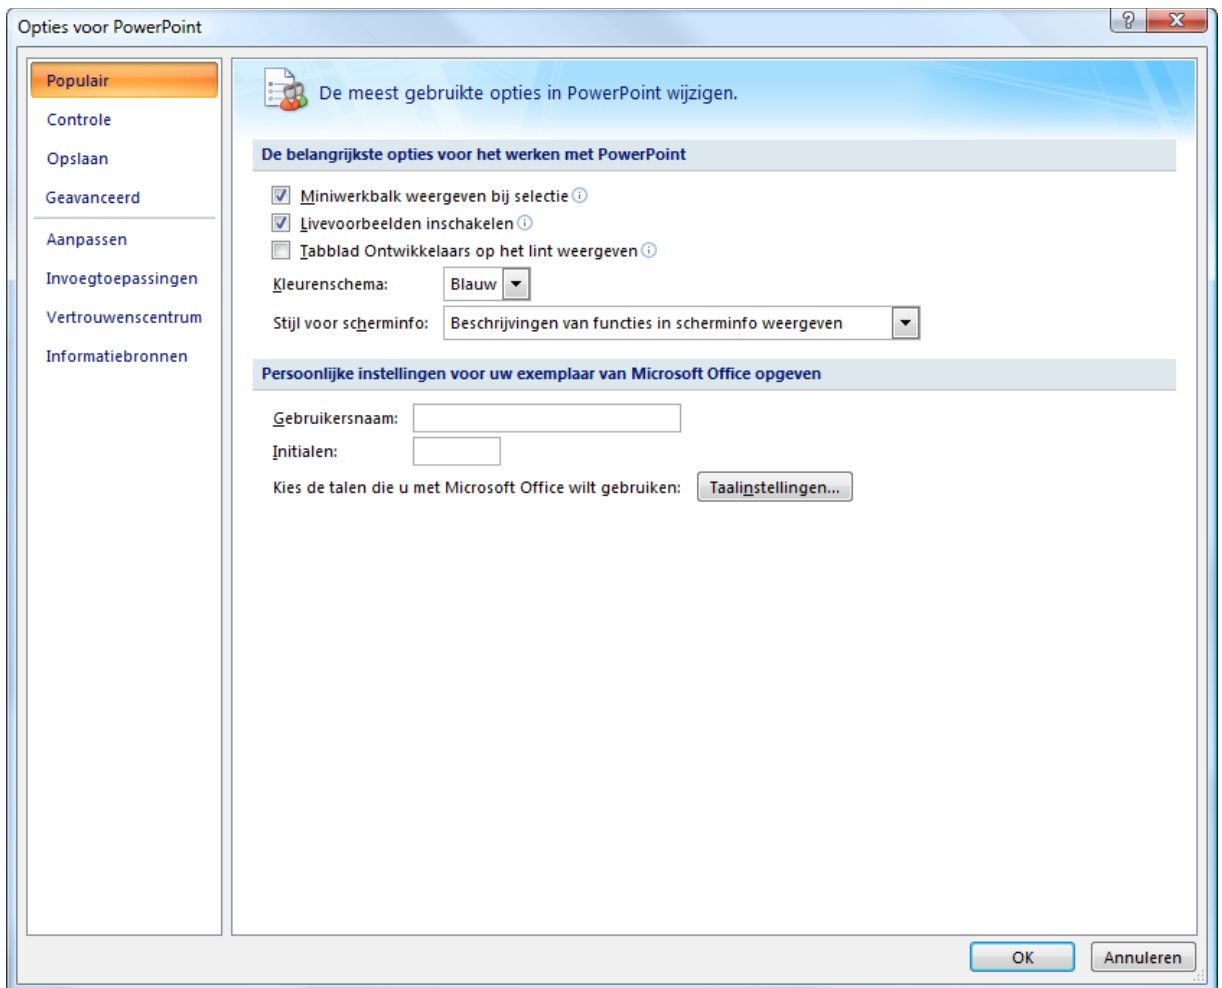 Opties voor PowerPoint
Populair
Controle
Opslaan
Geavanceerd
Aanpassen
Invoegtoepassingen
Vertrouwenscentrum
Informatiebronnen
De meest gebruikte opties in PowerPoint wijzigen.
De belangrijkste opties voor het werken met PowerPoint
Miniwerkbalk weergeven bij selectie
Livevoorbeelden inschakelen
Tabblad Ontwikkelaars op het lint weergeven
Kleurenschema: Blauw
Stijl voor scherminfo: Beschrijvingen van functies in scherminfo weergeven
Persoonlijke instellingen voor uw exemplaar van Microsoft Office opgeven
Gebruikersnaam:
Initialen:
Kies de talen die u met Microsoft Office wilt gebruiken: Taalinstellingen...
OK Annuleren